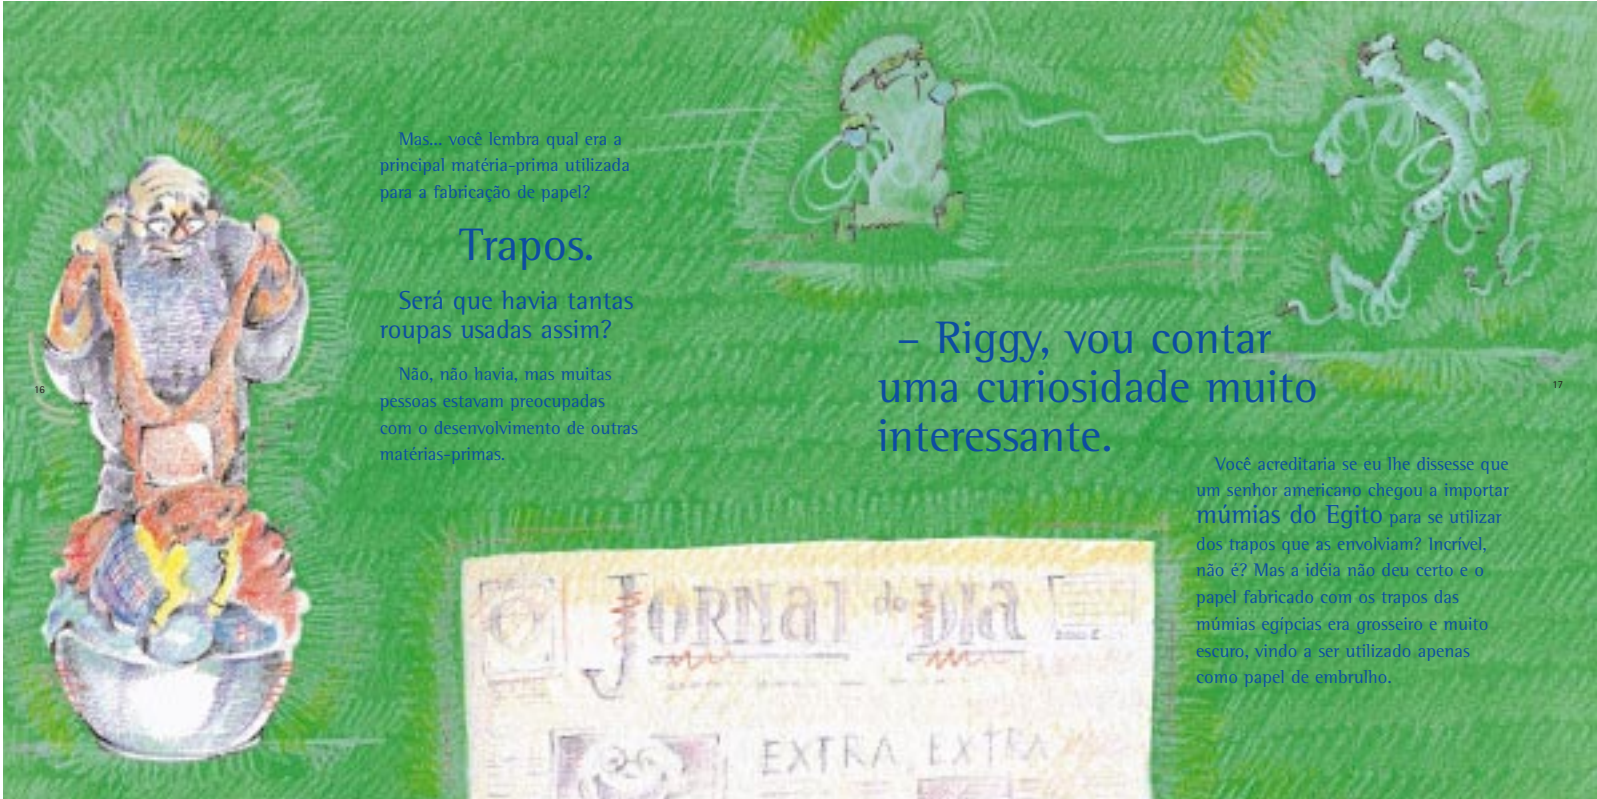 Mas... você lembra qual era a
principal matéria-prima utilizada
para a fabricação de papel?
Trapos.
Será que havia tantas
roupas usadas assim?
Não, não havia, mas muitas
pessoas estavam preocupadas
com o desenvolvimento de outras
matérias-primas.
16
– Riggy, vou contar
uma curiosidade muito
interessante.
Você acreditaria se eu lhe dissesse que
um senhor americano chegou a importar
múmias do Egito para se utilizar
dos trapos que as envolviam? Incrível,
não é? Mas a idéia não deu certo e o
papel fabricado com os trapos das
múmias egípcias era grosseiro e muito
escuro, vindo a ser utilizado apenas
como papel de embrulho.
17
JORNAL do DIA
EXTRA, EXTRA